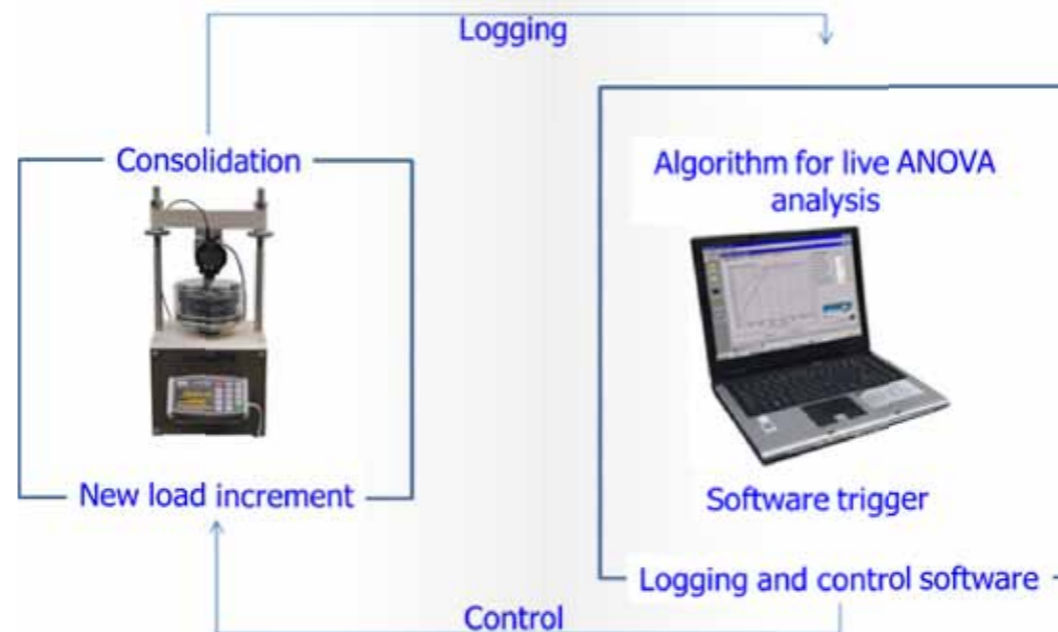 Logging
Consolidation
Algorithm for live ANOVA
analysis
New load increment
Software trigger
Logging and control software
Control